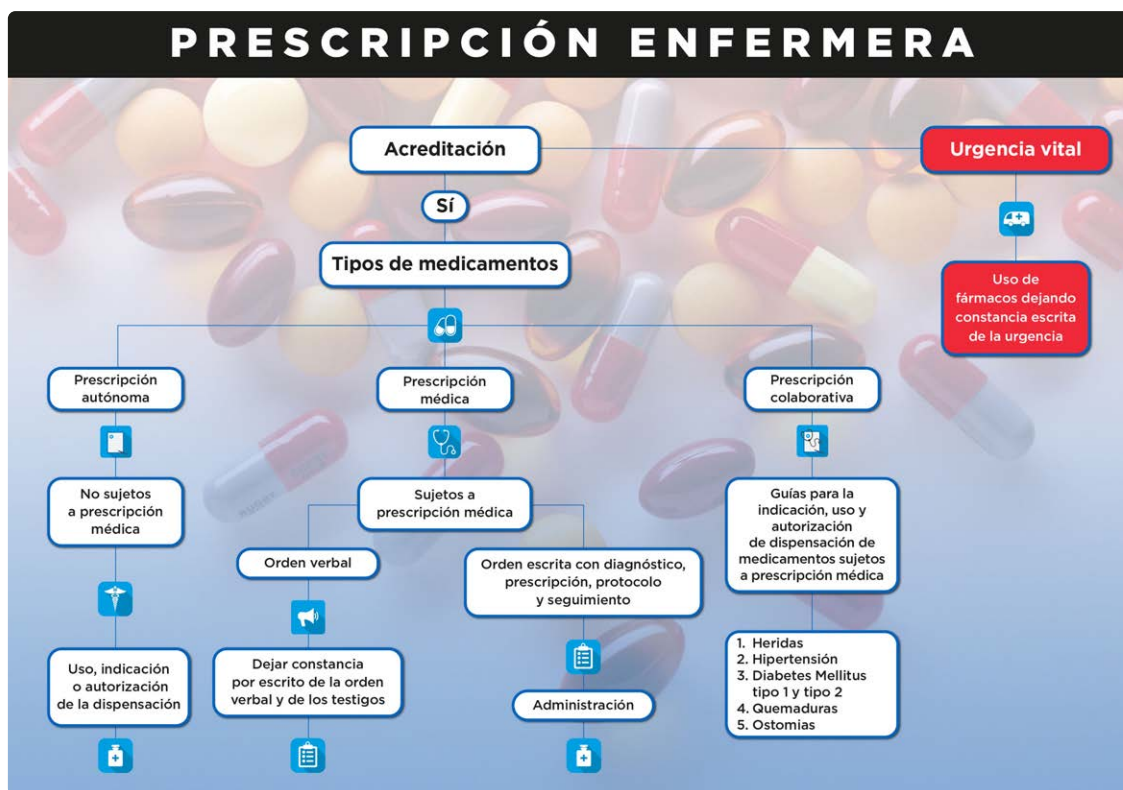 PRESCRIPCIÓN ENFERMERA
Acreditación
Urgencia vital
Sí
Tipos de medicamentos
Uso de
fármacos dejando
constancia escrita
de la urgencia
Prescripción
autónoma
Prescripción
médica
Prescripción
colaborativa
No sujetos
a prescripción
médica
Sujetos a
prescripción médica
Guías para la
indicación, uso y
autorización
de dispensación de
medicamentos sujetos
a prescripción médica
Orden verbal
Orden escrita con diagnóstico,
prescripción, protocolo
y seguimiento
Uso, indicación
o autorización
de la dispensación
Dejar constancia
por escrito de la orden
verbal y de los testigos
Administración
1. Heridas
2. Hipertensión
3. Diabetes Mellitus
tipo 1 y tipo 2
4. Quemaduras
5. Ostomias